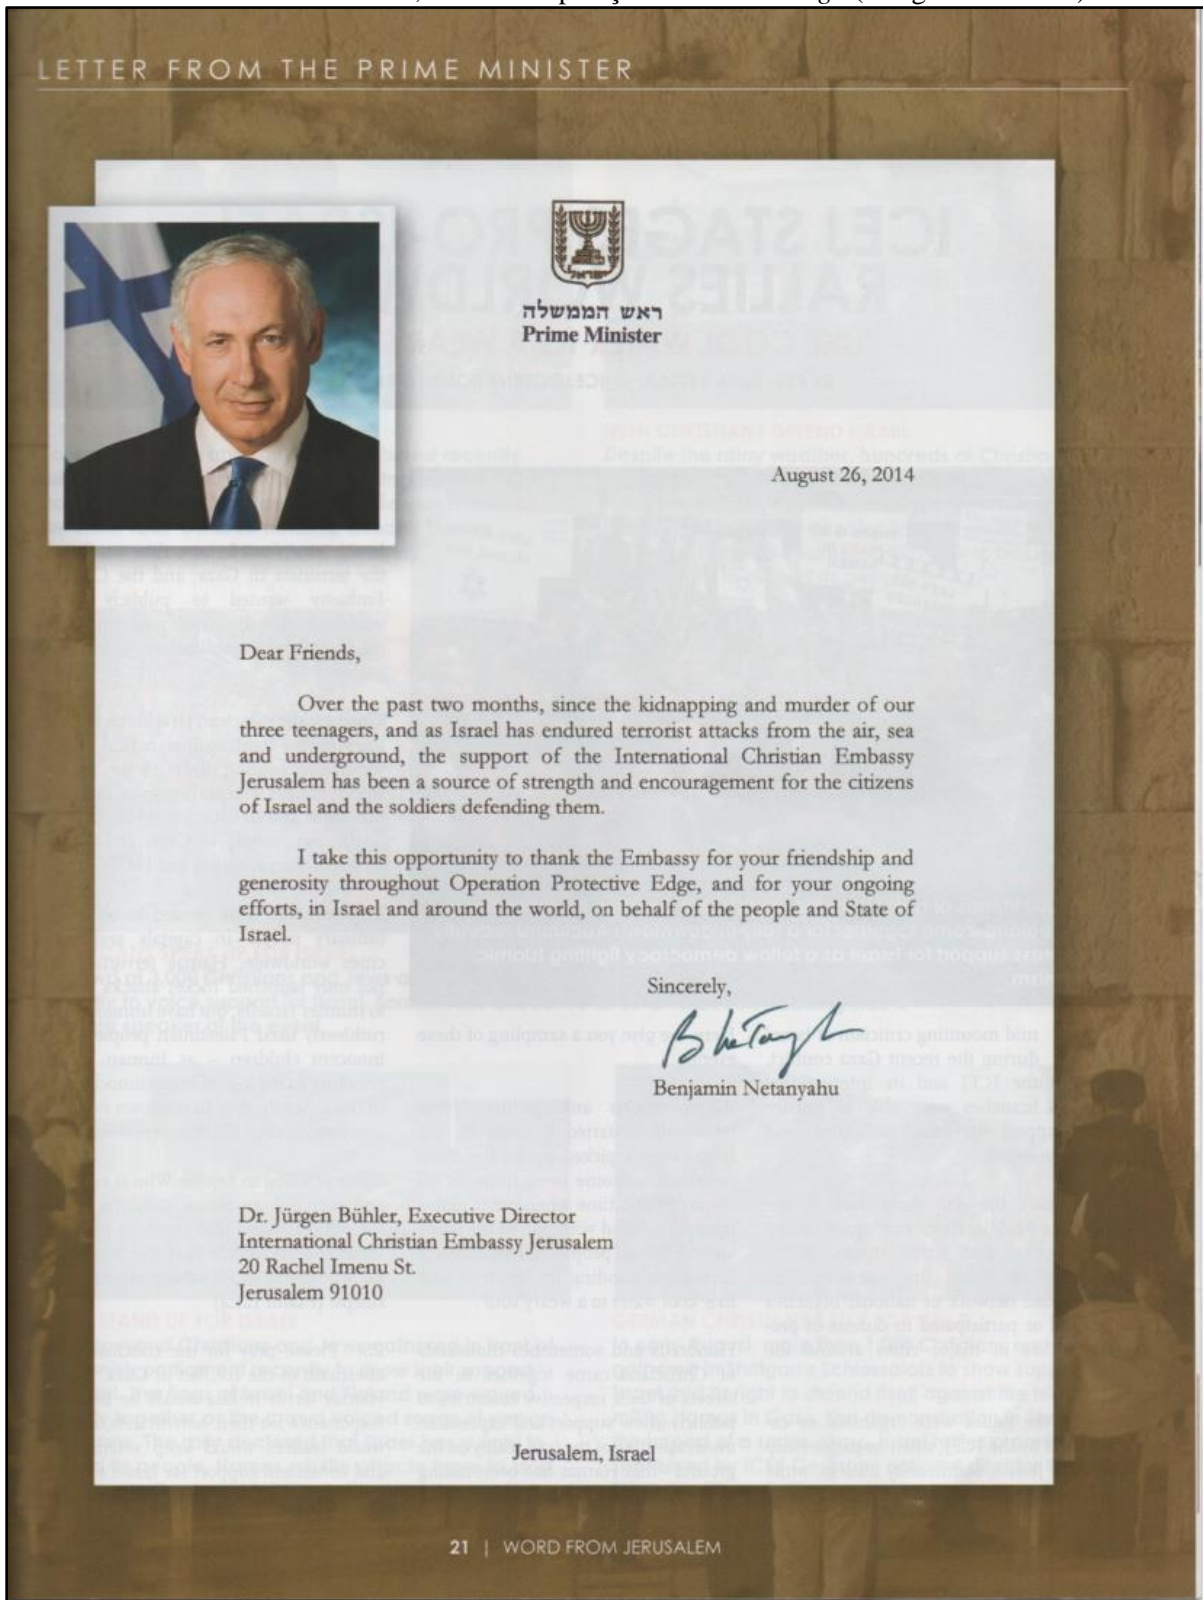 LETTER FROM THE PRIME MINISTER
ישראל
ראש הממשלה
Prime Minister
August 26, 2014
Dear Friends,
Over the past two months, since the kidnapping and murder of our
three teenagers, and as Israel has endured terrorist attacks from the air, sea
and underground, the support of the International Christian Embassy
Jerusalem has been a source of strength and encouragement for the citizens
of Israel and the soldiers defending them.
I take this opportunity to thank the Embassy for your friendship and
generosity throughout Operation Protective Edge, and for your ongoing
efforts, in Israel and around the world, on behalf of the people and State of
Israel.
Sincerely,
Benjamin Netanyahu
Dr. Jürgen Bühler, Executive Director
International Christian Embassy Jerusalem
20 Rachel Imenu St.
Jerusalem 91010
Jerusalem, Israel
21 | WORD FROM JERUSALEM